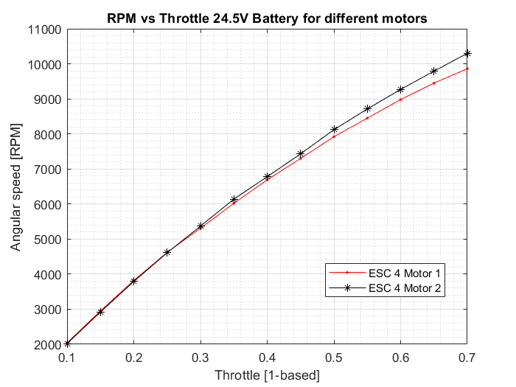 RPM vs Throttle 24.5V Battery for different motors
11000
10000
9000
8000
7000
6000
5000
4000
3000
2000
Angular speed [RPM]
ESC 4 Motor 1
ESC 4 Motor 2
0.1 0.2 0.3 0.4 0.5 0.6 0.7
Throttle [1-based]